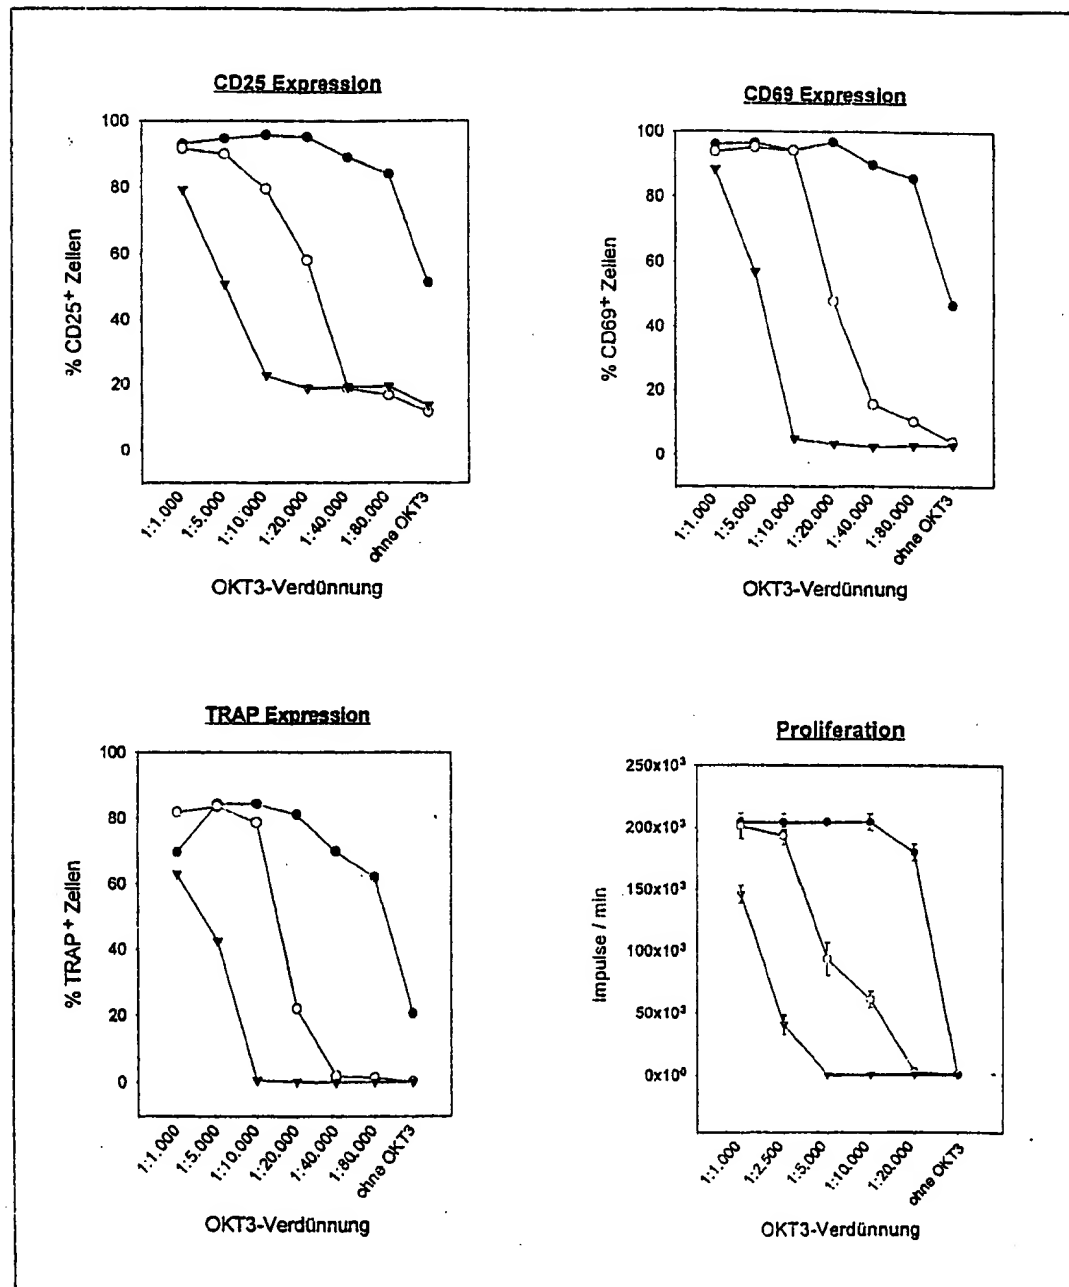 CD25 Expression
100
80
60
40
20
0
% CD25+ Zellen
1:1.000
1:5.000
1:10.000
1:20.000
1:40.000
1:80.000
ohne OKT3
OKT3-Verdünnung
CD69 Expression
100
80
60
40
20
0
% CD69+ Zellen
1:1.000
1:5.000
1:10.000
1:20.000
1:40.000
1:80.000
ohne OKT3
OKT3-Verdünnung
TRAP Expression
100
80
60
40
20
0
% TRAP+ Zellen
1:1.000
1:5.000
1:10.000
1:20.000
1:40.000
1:80.000
ohne OKT3
OKT3-Verdünnung
Proliferation
250x10³
200x10³
150x10³
100x10³
50x10³
0x10⁰
Impulse / min
1:1.000
1:2.500
1:5.000
1:10.000
1:20.000
ohne OKT3
OKT3-Verdünnung